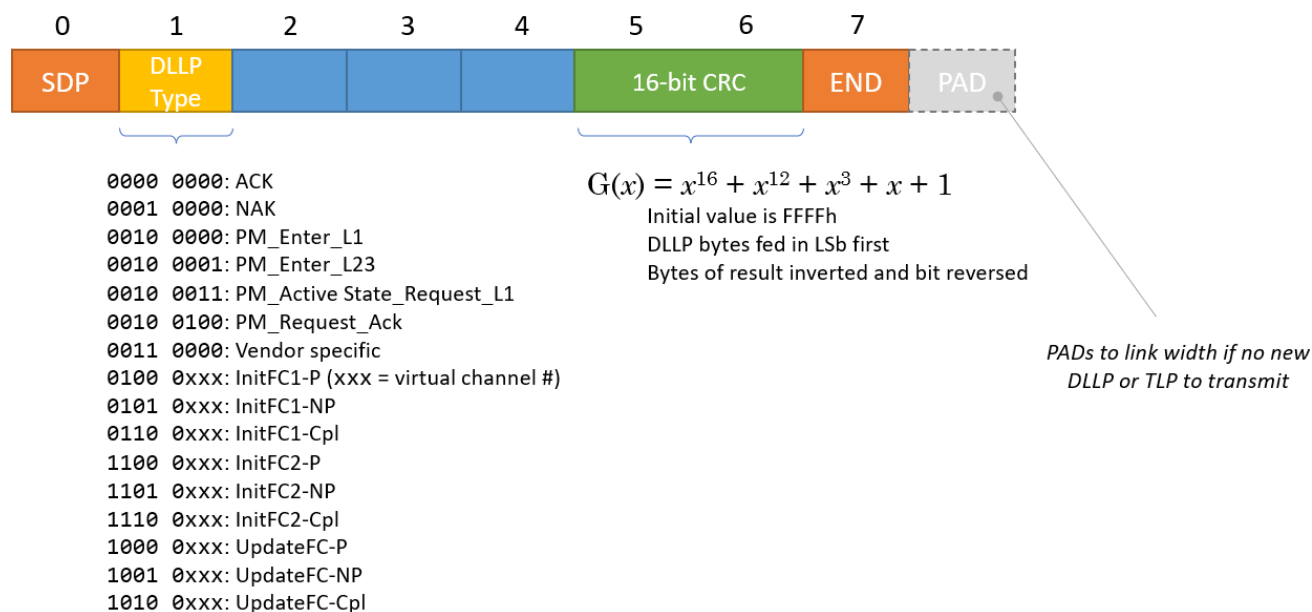 0 1 2 3 4 5 6 7
SDP DLLP Type 16-bit CRC END PAD
0000 0000: ACK
0001 0000: NAK
0010 0000: PM_Enter_L1
0010 0001: PM_Enter_L23
0010 0011: PM_Active State_Request_L1
0010 0100: PM_Request_Ack
0011 0000: Vendor specific
0100 0xxx: InitFC1-P (xxx = virtual channel #)
0101 0xxx: InitFC1-NP
0110 0xxx: InitFC1-Cpl
1100 0xxx: InitFC2-P
1101 0xxx: InitFC2-NP
1110 0xxx: InitFC2-Cpl
1000 0xxx: UpdateFC-P
1001 0xxx: UpdateFC-NP
1010 0xxx: UpdateFC-Cpl
G(x) = x¹⁶ + x¹² + x³ + x + 1
Initial value is FFFFh
DLLP bytes fed in LSb first
Bytes of result inverted and bit reversed
PADs to link width if no new
DLLP or TLP to transmit